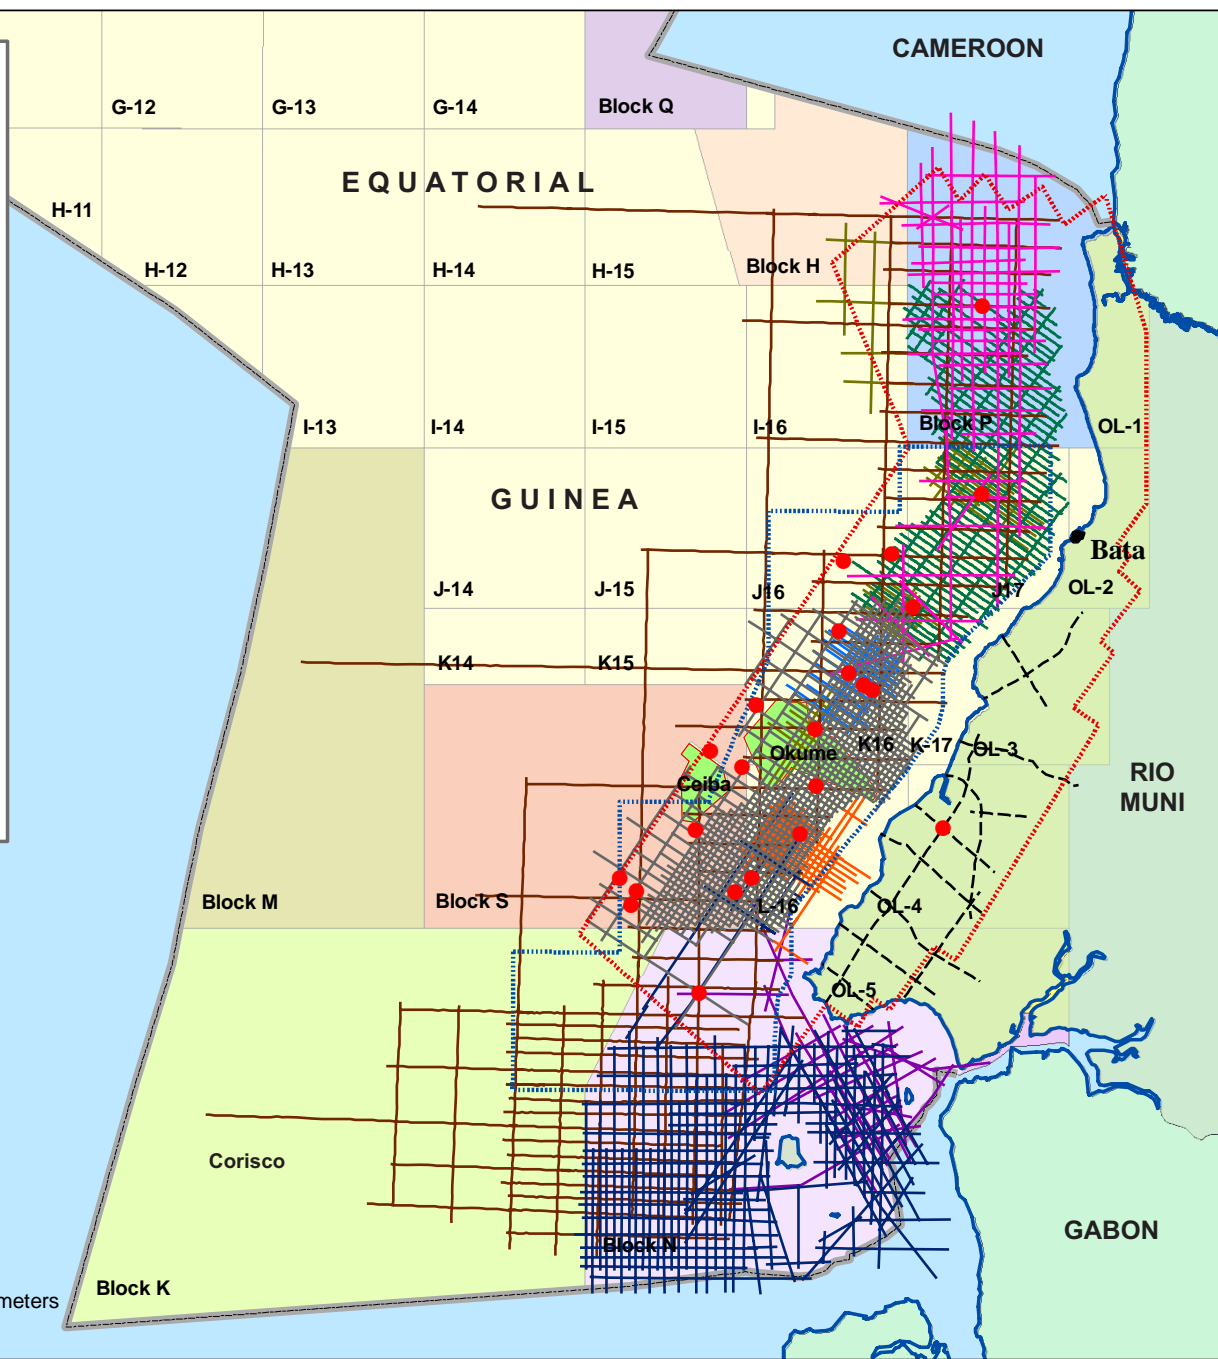 CAMEROON
G-12
G-13
G-14
Block Q
EQUATORIAL
H-11
H-12
H-13
H-14
H-15
Block H
I-13
I-14
I-15
I-16
Block P
OL-1
GUINEA
Bata
J-14
J-15
J16
J17
OL-2
K14
K15
K16
K-17
OL-3
Okume
Ceiba
RIO
MUNI
Block M
Block S
L-16
OL-4
OL-5
Corisco
GABON
Block N
Block K
meters